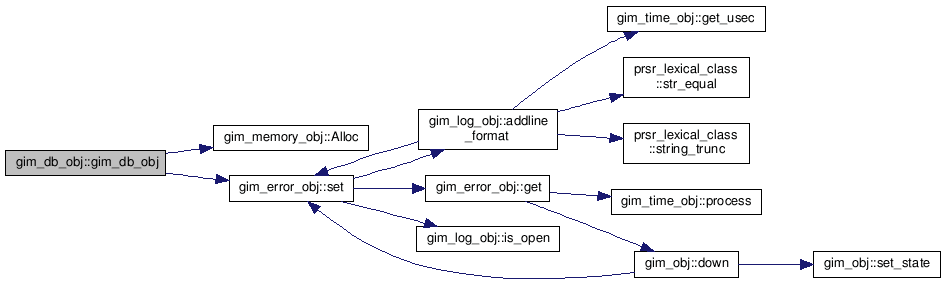 gim_time_obj::get_usec
prsr_lexical_class
::str_equal
gim_log_obj::addline
_format
gim_memory_obj::Alloc
prsr_lexical_class
::string_trunc
gim_db_obj::gim_db_obj
gim_error_obj::set
gim_error_obj::get
gim_time_obj::process
gim_log_obj::is_open
gim_obj::down
gim_obj::set_state